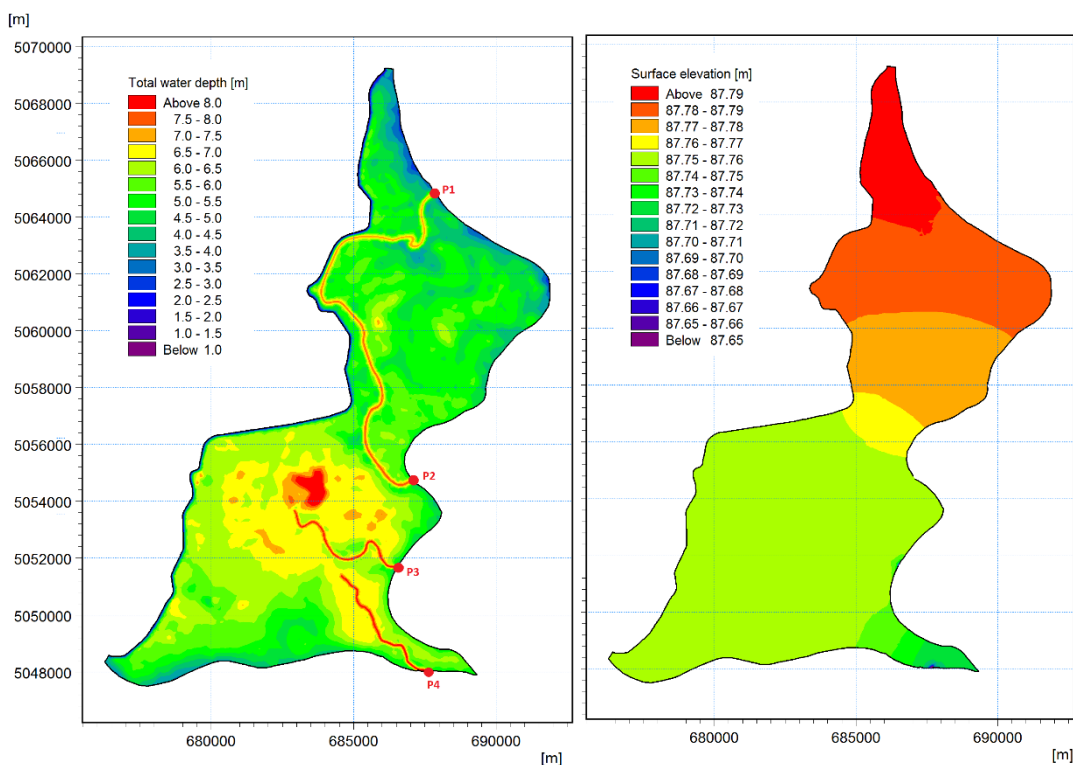 [m]
5070000
5068000
5066000
5064000
5062000
5060000
5058000
5056000
5054000
5052000
5050000
5048000
Total water depth [m]
Above 8.0
7.5 - 8.0
7.0 - 7.5
6.5 - 7.0
6.0 - 6.5
5.5 - 6.0
5.0 - 5.5
4.5 - 5.0
4.0 - 4.5
3.5 - 4.0
3.0 - 3.5
2.5 - 3.0
2.0 - 2.5
1.5 - 2.0
1.0 - 1.5
Below 1.0
P1
P2
P3
P4
680000 685000 690000
[m]
Surface elevation [m]
Above 87.79
87.78 - 87.79
87.77 - 87.78
87.76 - 87.77
87.75 - 87.76
87.74 - 87.75
87.73 - 87.74
87.72 - 87.73
87.71 - 87.72
87.70 - 87.71
87.69 - 87.70
87.68 - 87.69
87.67 - 87.68
87.66 - 87.67
87.65 - 87.66
Below 87.65
680000 685000 690000
[m]